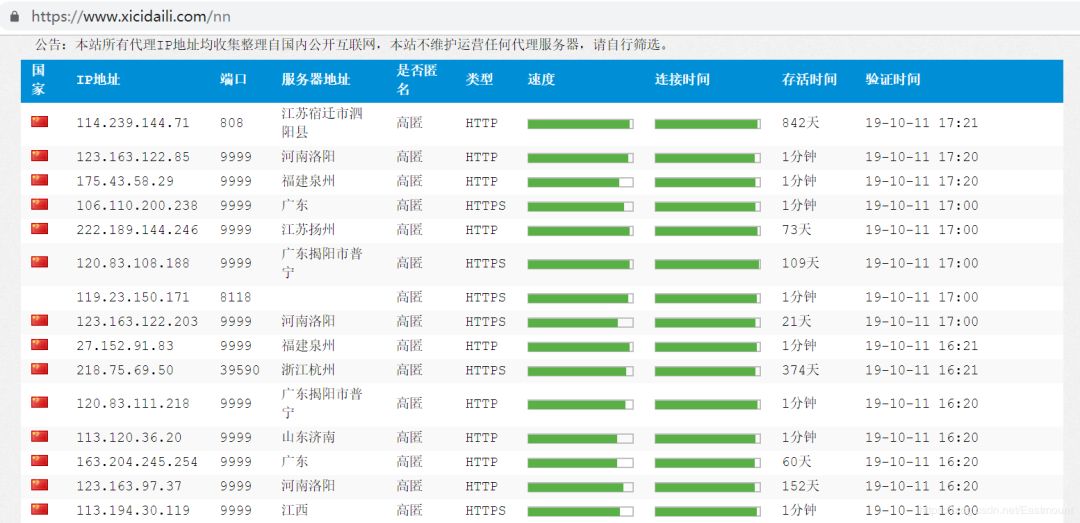 https://www.xicidaili.com/nn
公告：本站所有代理IP地址均收集整理自国内公开互联网，本站不维护运营任何代理服务器，请自行筛选。
国家 IP地址 端口 服务器地址 是否匿名 类型 速度 连接时间 存活时间 验证时间
114.239.144.71 808 江苏宿迁市泗阳县 高匿 HTTP 842天 19-10-11 17:21
123.163.122.85 9999 河南洛阳 高匿 HTTP 1分钟 19-10-11 17:20
175.43.58.29 9999 福建泉州 高匿 HTTP 1分钟 19-10-11 17:20
106.110.200.238 9999 广东 高匿 HTTPS 1分钟 19-10-11 17:00
222.189.144.246 9999 江苏扬州 高匿 HTTP 73天 19-10-11 17:00
120.83.108.188 9999 广东揭阳市普宁 高匿 HTTPS 109天 19-10-11 17:00
119.23.150.171 8118 高匿 HTTPS 1分钟 19-10-11 17:00
123.163.122.203 9999 河南洛阳 高匿 HTTPS 21天 19-10-11 17:00
27.152.91.83 9999 福建泉州 高匿 HTTP 1分钟 19-10-11 16:21
218.75.69.50 39590 浙江杭州 高匿 HTTPS 374天 19-10-11 16:21
120.83.111.218 9999 广东揭阳市普宁 高匿 HTTP 1分钟 19-10-11 16:20
113.120.36.20 9999 山东济南 高匿 HTTP 1分钟 19-10-11 16:20
163.204.245.254 9999 广东 高匿 HTTP 60天 19-10-11 16:20
123.163.97.37 9999 河南洛阳 高匿 HTTP 152天 19-10-11 16:20
113.194.30.119 9999 江西 高匿 HTTPS 1分钟 19-10-11 16:20